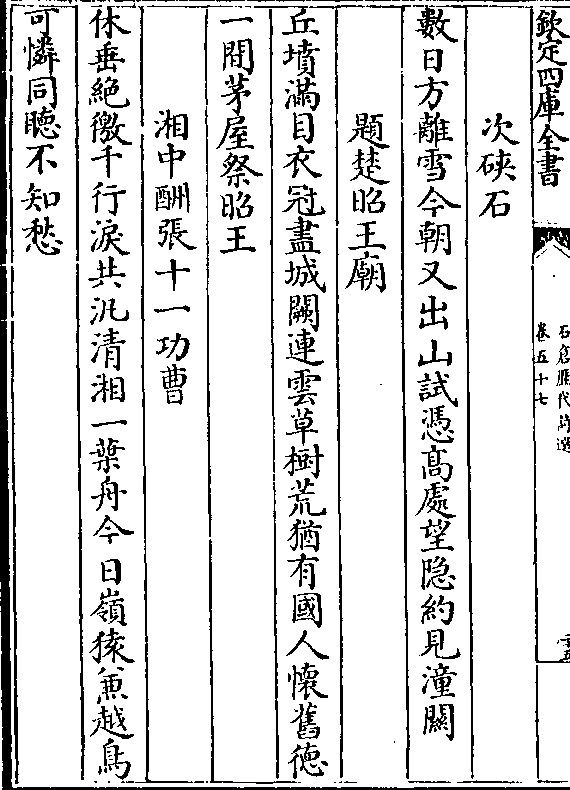 欽定四庫全書
石倉歷代詩選
卷五十七
次硤石
數日方離雪今朝又出山試憑高處望隐約見潼關
題楚昭王廟
丘墳滿目衣冠盡城闕連雲草樹荒猶有國人懷舊徳
一間茅屋祭昭王
湘中酬張十一功曹
休垂絶徼千行淚共汎清湘一葉舟今日嶺猿兼越鳥
可憐同聴不知愁